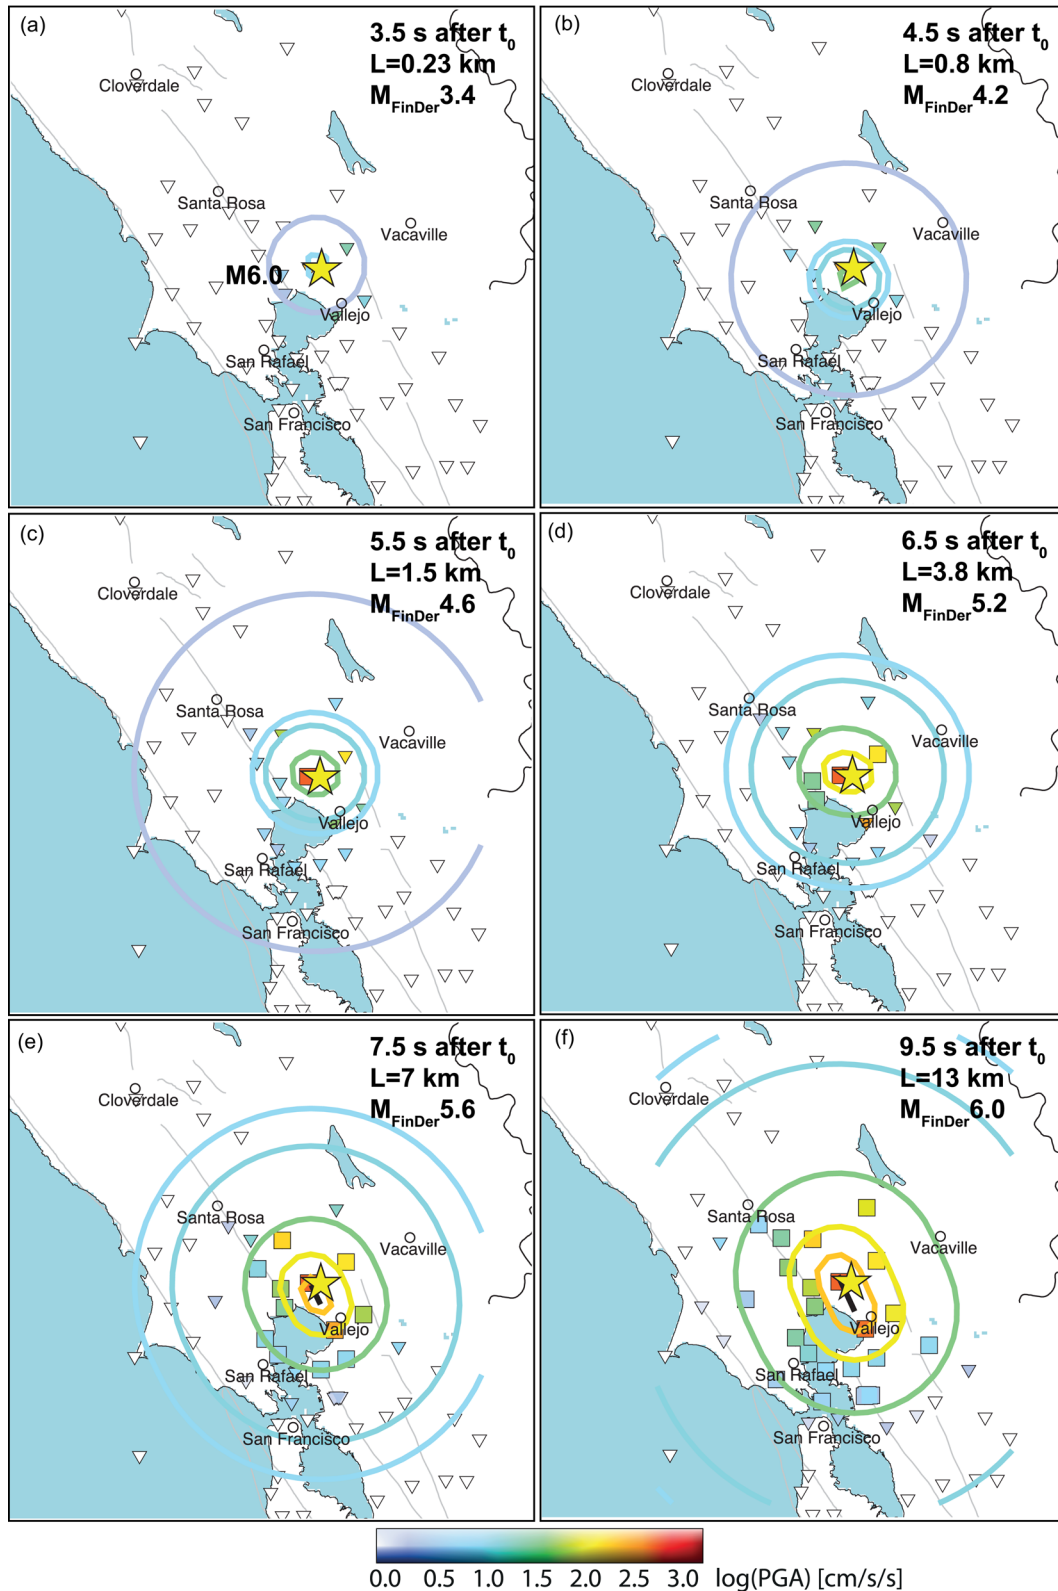 (a)
3.5 s after t0
L=0.23 km
MFinDer3.4
Cloverdale
Santa Rosa
Vacaville
M6.0
Vallejo
San Rafael
San Francisco
(b)
4.5 s after t0
L=0.8 km
MFinDer4.2
Cloverdale
Santa Rosa
Vacaville
Vallejo
San Rafael
San Francisco
(c)
5.5 s after t0
L=1.5 km
MFinDer4.6
Cloverdale
Santa Rosa
Vacaville
Vallejo
San Rafael
San Francisco
(d)
6.5 s after t0
L=3.8 km
MFinDer5.2
Cloverdale
Santa Rosa
Vacaville
Vallejo
San Rafael
San Francisco
(e)
7.5 s after t0
L=7 km
MFinDer5.6
Cloverdale
Santa Rosa
Vacaville
Vallejo
San Rafael
San Francisco
(f)
9.5 s after t0
L=13 km
MFinDer6.0
Cloverdale
Santa Rosa
Vacaville
Vallejo
San Rafael
San Francisco
0.0 0.5 1.0 1.5 2.0 2.5 3.0 log(PGA) [cm/s/s]